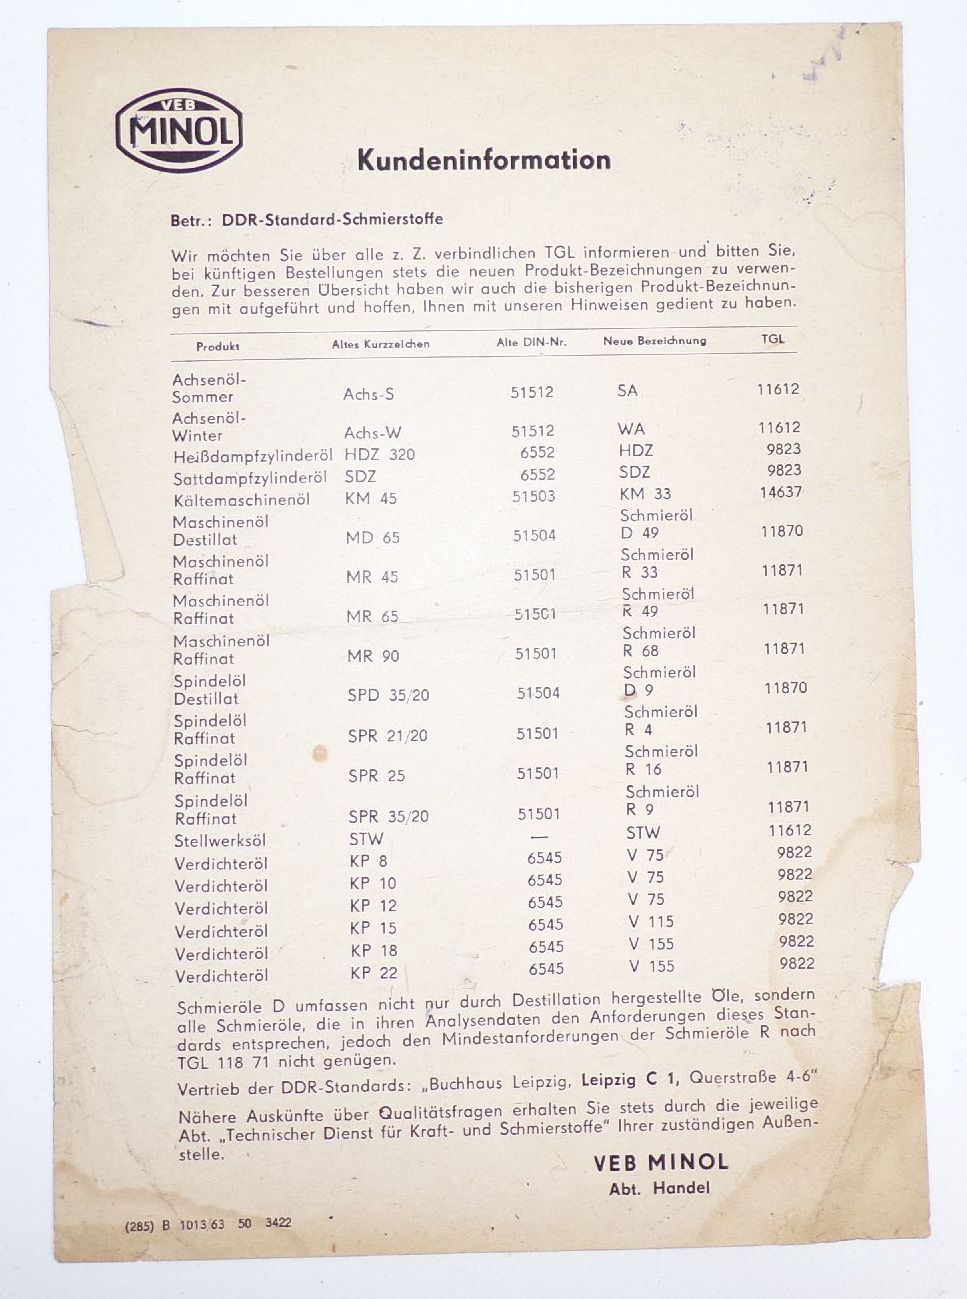 VEB
MINOL
Kundeninformation
Betr.: DDR-Standard-Schmierstoffe
Wir möchten Sie über alle z. Z. verbindlichen TGL informieren und bitten Sie,
bei künftigen Bestellungen stets die neuen Produkt-Bezeichnungen zu verwen-
den. Zur besseren Übersicht haben wir auch die bisherigen Produkt-Bezeichnun-
gen mit aufgeführt und hoffen, Ihnen mit unseren Hinweisen gedient zu haben.
Produkt Altes Kurzzeichen Alte DIN-Nr. Neue Bezeichnung TGL
Achsenöl-
Sommer Achs-S 51512 SA 11612
Achsenöl-
Winter Achs-W 51512 WA 11612
Heißdampfzylinderöl HDZ 320 6552 HDZ 9823
Sattdampfzylinderöl SDZ 6552 SDZ 9823
Kältemaschinenöl KM 45 51503 KM 33 14637
Maschinenöl Schmieröl
Destillat MD 65 51504 D 49 11870
Maschinenöl Schmieröl
Raffinat MR 45 51501 R 33 11871
Maschinenöl Schmieröl
Raffinat MR 65 51501 R 49 11871
Maschinenöl Schmieröl
Raffinat MR 90 51501 R 68 11871
Spindelöl Schmieröl
Destillat SPD 35/20 51504 D 9 11870
Spindelöl Schmieröl
Raffinat SPR 21/20 51501 R 4 11871
Spindelöl Schmieröl
Raffinat SPR 25 51501 R 16 11871
Spindelöl Schmieröl
Raffinat SPR 35/20 51501 R 9 11871
Stellwerksöl STW — STW 11612
Verdichteröl KP 8 6545 V 75 9822
Verdichteröl KP 10 6545 V 75 9822
Verdichteröl KP 12 6545 V 75 9822
Verdichteröl KP 15 6545 V 115 9822
Verdichteröl KP 18 6545 V 155 9822
Verdichteröl KP 22 6545 V 155 9822
Schmieröle D umfassen nicht nur durch Destillation hergestellte Öle, sondern
alle Schmieröle, die in ihren Analysendaten den Anforderungen dieses Stan-
dards entsprechen, jedoch den Mindestanforderungen der Schmieröle R nach
TGL 118 71 nicht genügen.
Vertrieb der DDR-Standards: „Buchhaus Leipzig, Leipzig C 1, Querstraße 4-6"
Nähere Auskünfte über Qualitätsfragen erhalten Sie stets durch die jeweilige
Abt. „Technischer Dienst für Kraft- und Schmierstoffe" Ihrer zuständigen Außen-
stelle.
VEB MINOL
Abt. Handel
(285) B 1013/63 50 3422